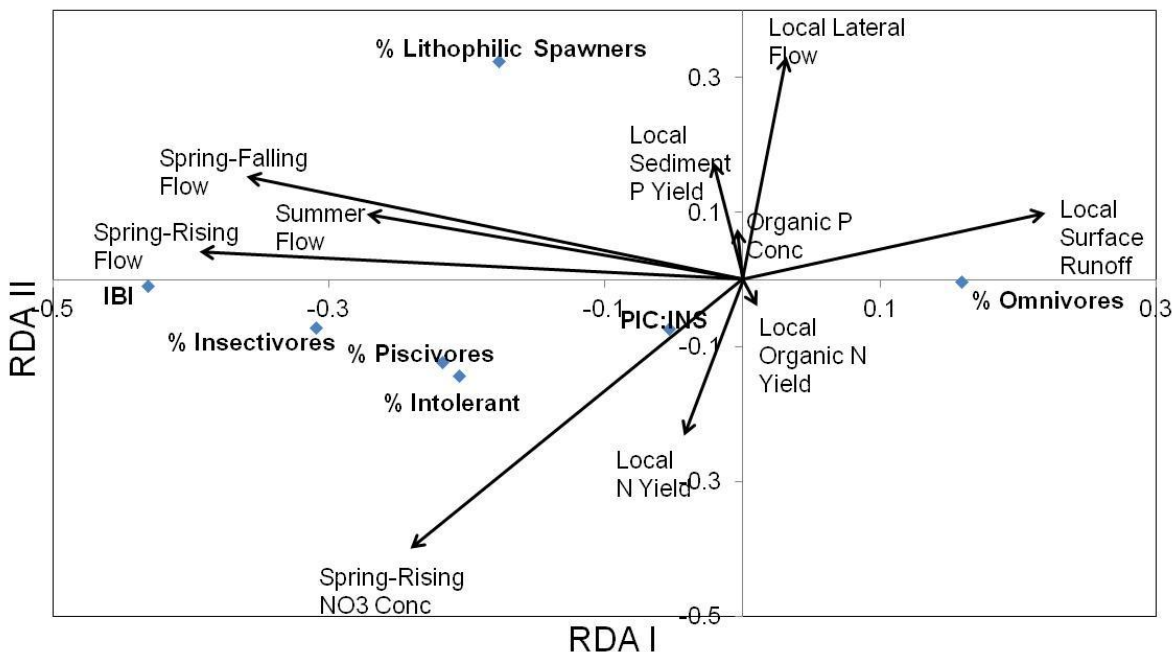 % Lithophilic Spawners
Local Lateral
Flow
0.3
Local
Sediment
P Yield
Spring-Falling
Flow
Summer
Flow
0.1
Organic P
Conc
Local
Surface
Runoff
Spring-Rising
Flow
IBI
-0.5
-0.3
-0.1
0.1
0.3
% Omnivores
PIC:INS
% Insectivores
% Piscivores
-0.1
Local
Organic N
Yield
% Intolerant
Local
N Yield
-0.3
Spring-Rising
NO3 Conc
-0.5
RDA II
RDA I